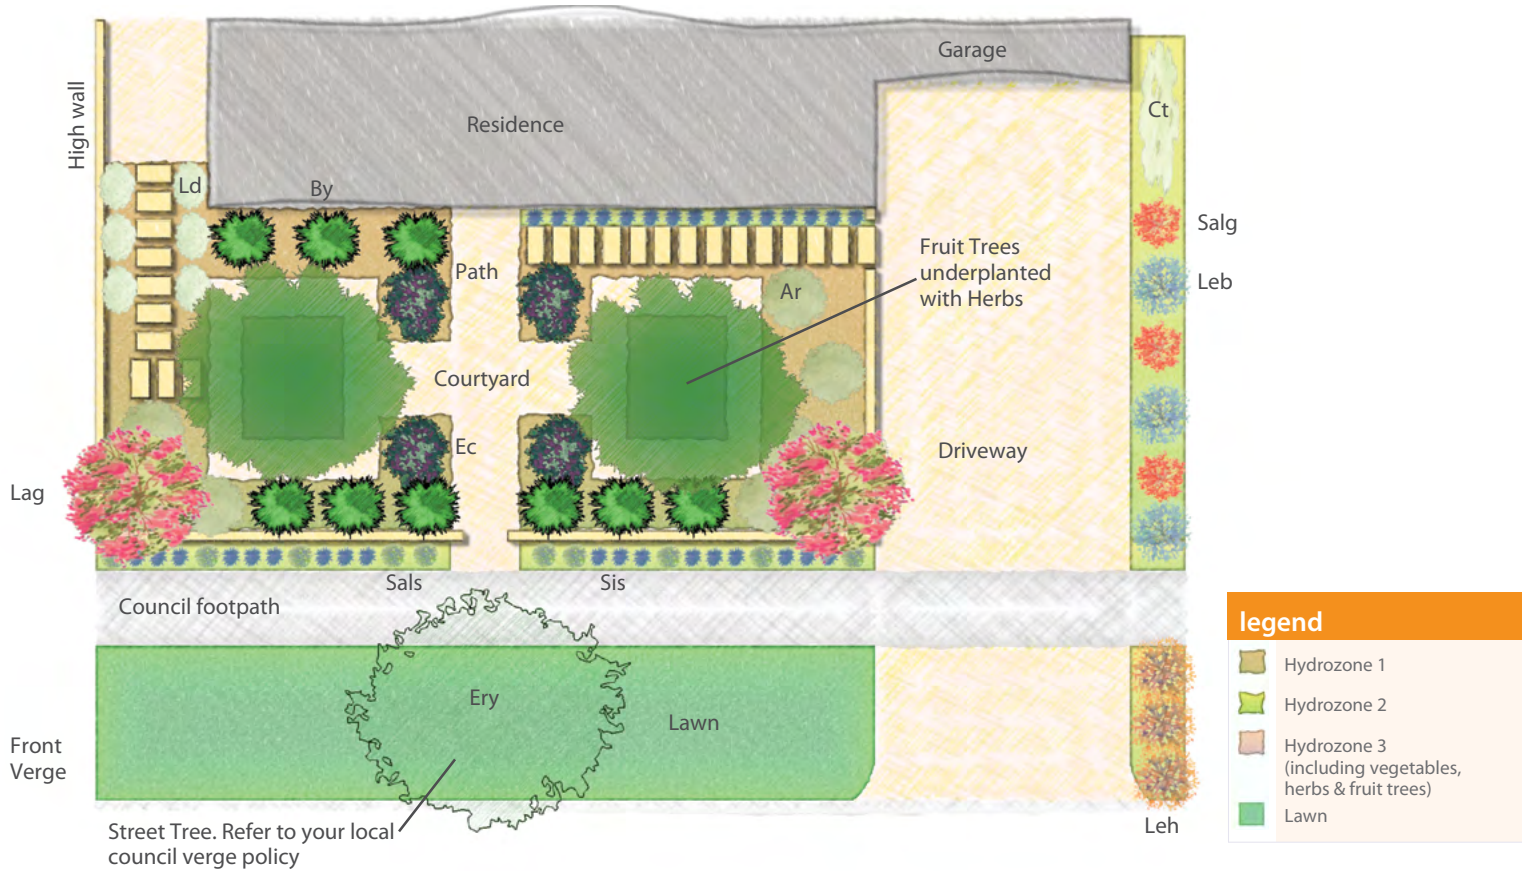 Garage
High wall
Residence
Ct
Ld
By
Salg
Fruit Trees
underplanted
with Herbs
Path
Leb
Ar
Courtyard
Ec
Driveway
Lag
Sals
Sis
Council footpath
legend
Hydrozone 1
Hydrozone 2
Hydrozone 3
(including vegetables,
herbs & fruit trees)
Lawn
Ery
Lawn
Front
Verge
Leh
Street Tree. Refer to your local
council verge policy